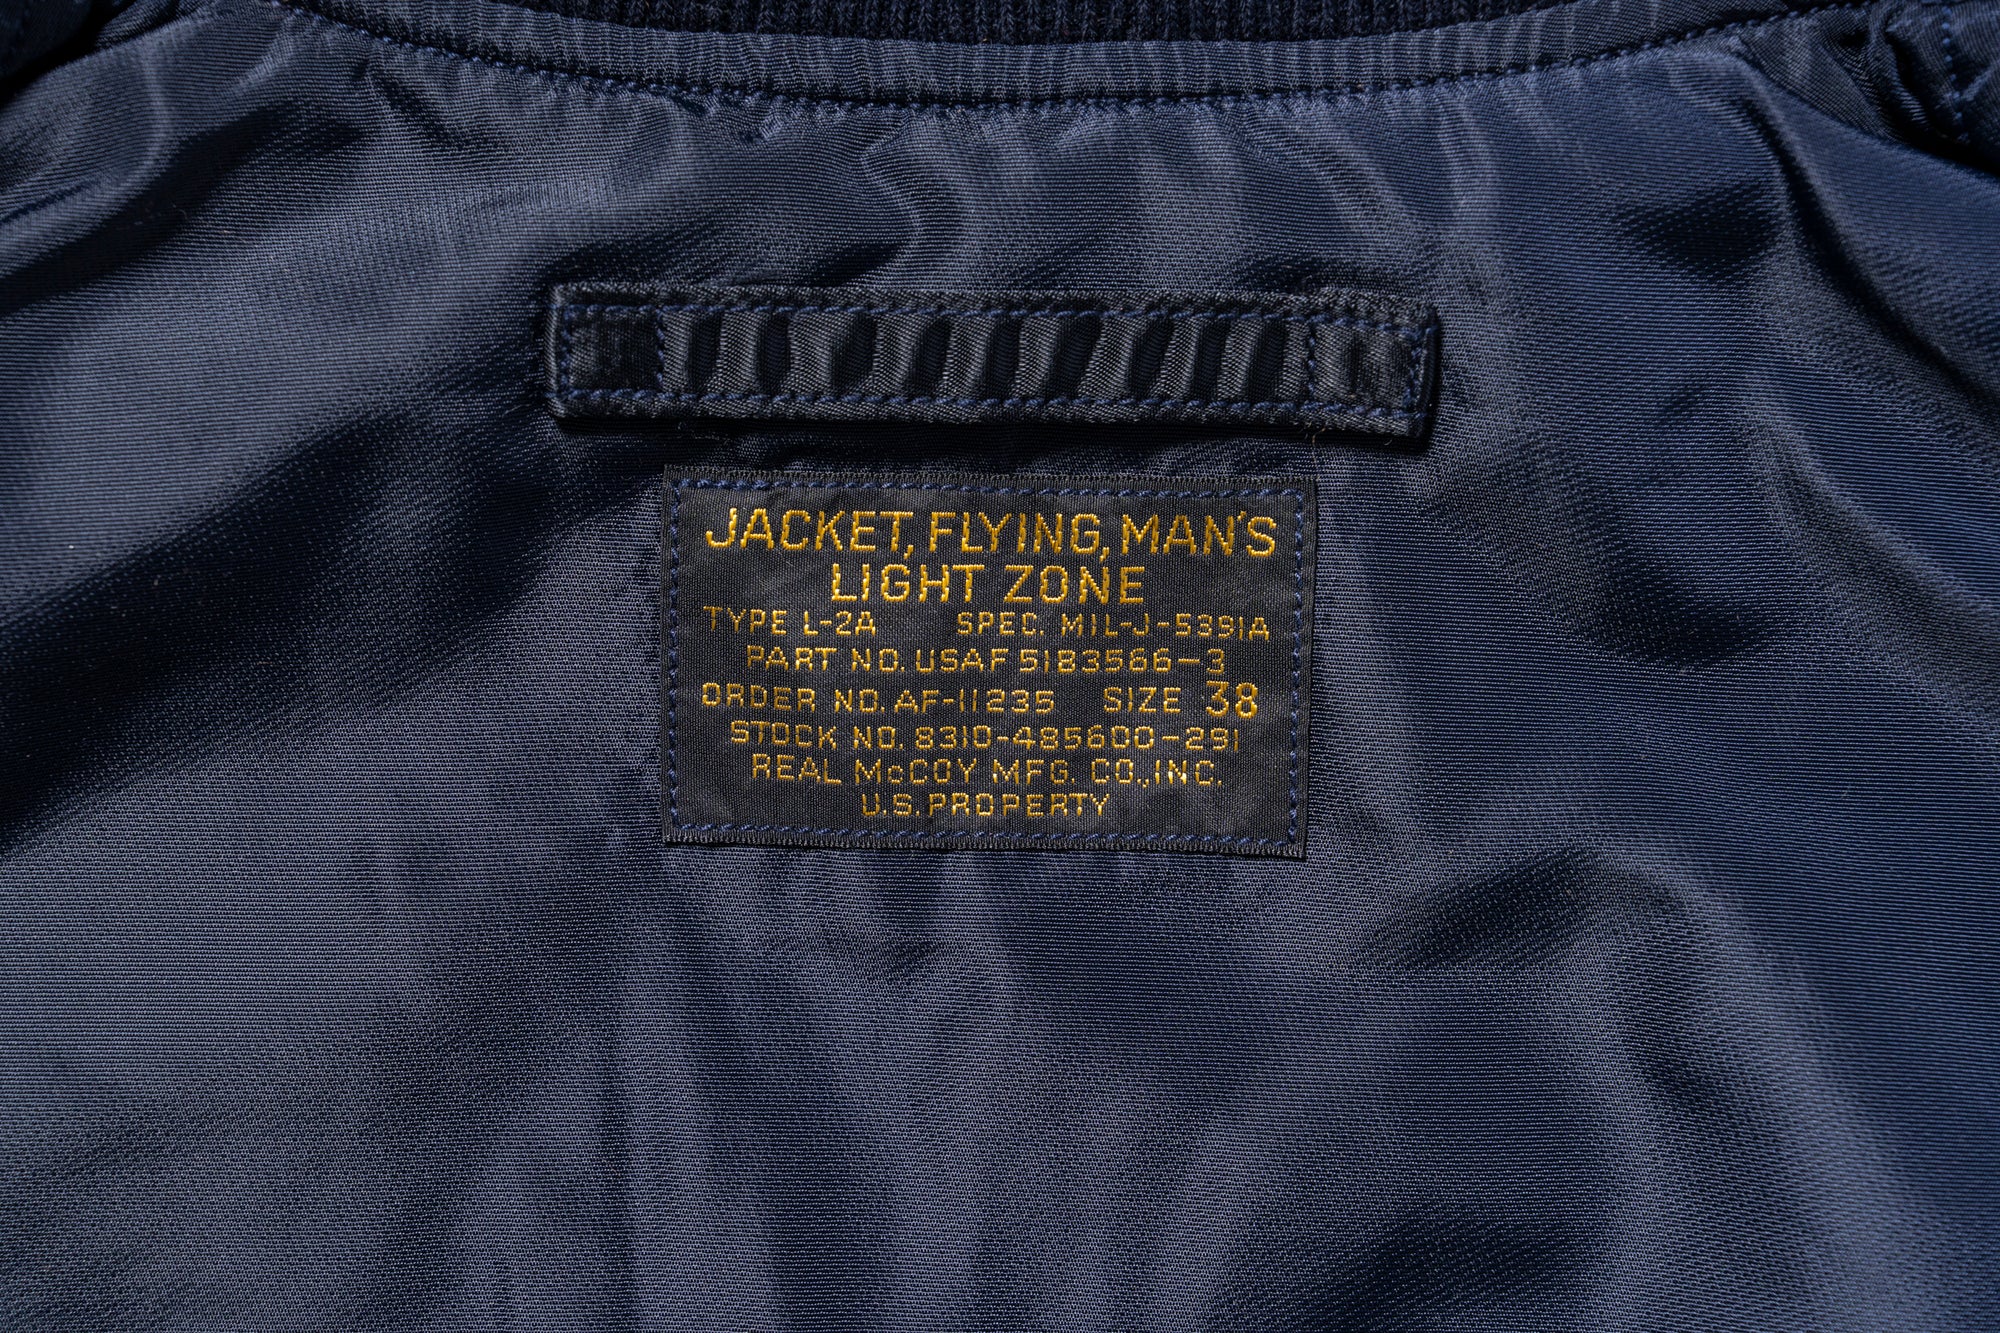 JACKET, FLYING, MAN'S
LIGHT ZONE
TYPE L-2A SPEC. MIL-J-5391A
PART NO. USAF 5183566-3
ORDER NO. AF-11235 SIZE 38
STOCK NO. 8310-485600-291
REAL McCOY MFG. CO., INC.
U.S. PROPERTY